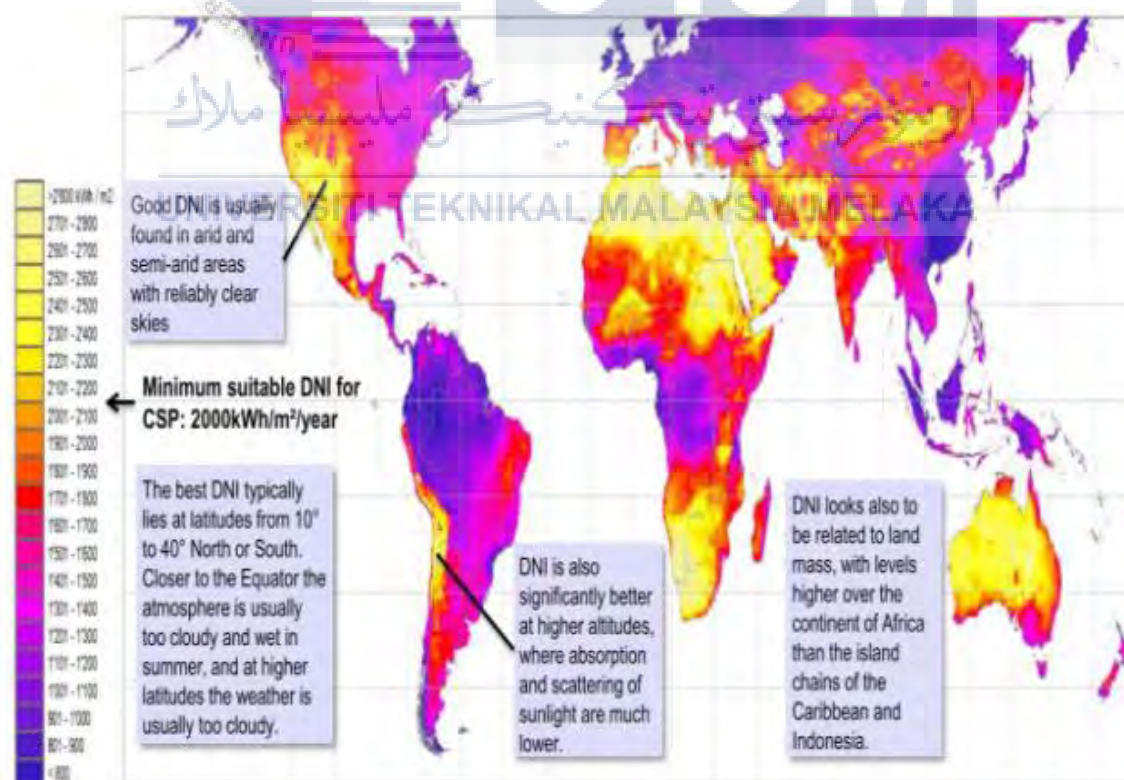 اونيۏرسيتي تيكنيكل مليسيا ملاك
UNIVERSITI TEKNIKAL MALAYSIA MELAKA
Good DNI is usually
found in arid and
semi-arid areas
with reliably clear
skies
Minimum suitable DNI for
CSP: 2000kWh/m²/year
The best DNI typically
lies at latitudes from 10°
to 40° North or South.
Closer to the Equator the
atmosphere is usually
too cloudy and wet in
summer, and at higher
latitudes the weather is
usually too cloudy.
DNI is also
significantly better
at higher altitudes,
where absorption
and scattering of
sunlight are much
lower.
DNI looks also to
be related to land
mass, with levels
higher over the
continent of Africa
than the island
chains of the
Caribbean and
Indonesia.
>2800 kWh / m2
2701 - 2800
2601 - 2700
2501 - 2600
2401 - 2500
2301 - 2400
2201 - 2300
2101 - 2200
2001 - 2100
1901 - 2000
1801 - 1900
1701 - 1800
1601 - 1700
1501 - 1600
1401 - 1500
1301 - 1400
1201 - 1300
1101 - 1200
1001 - 1100
901 - 1000
801 - 900
< 800